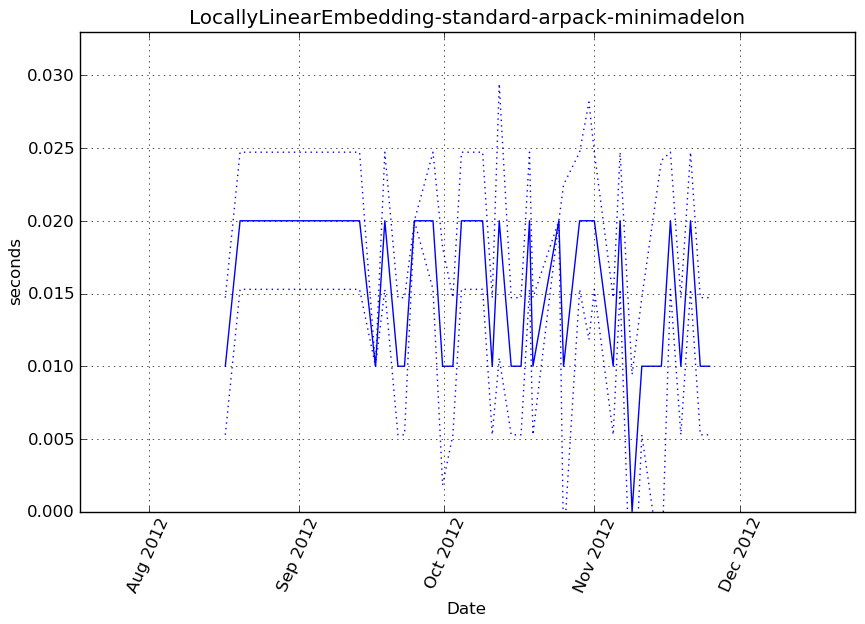 LocallyLinearEmbedding-standard-arpack-minimadelon
0.030
0.025
0.020
0.015
0.010
0.005
0.000
seconds
Aug 2012
Sep 2012
Oct 2012
Nov 2012
Dec 2012
Date